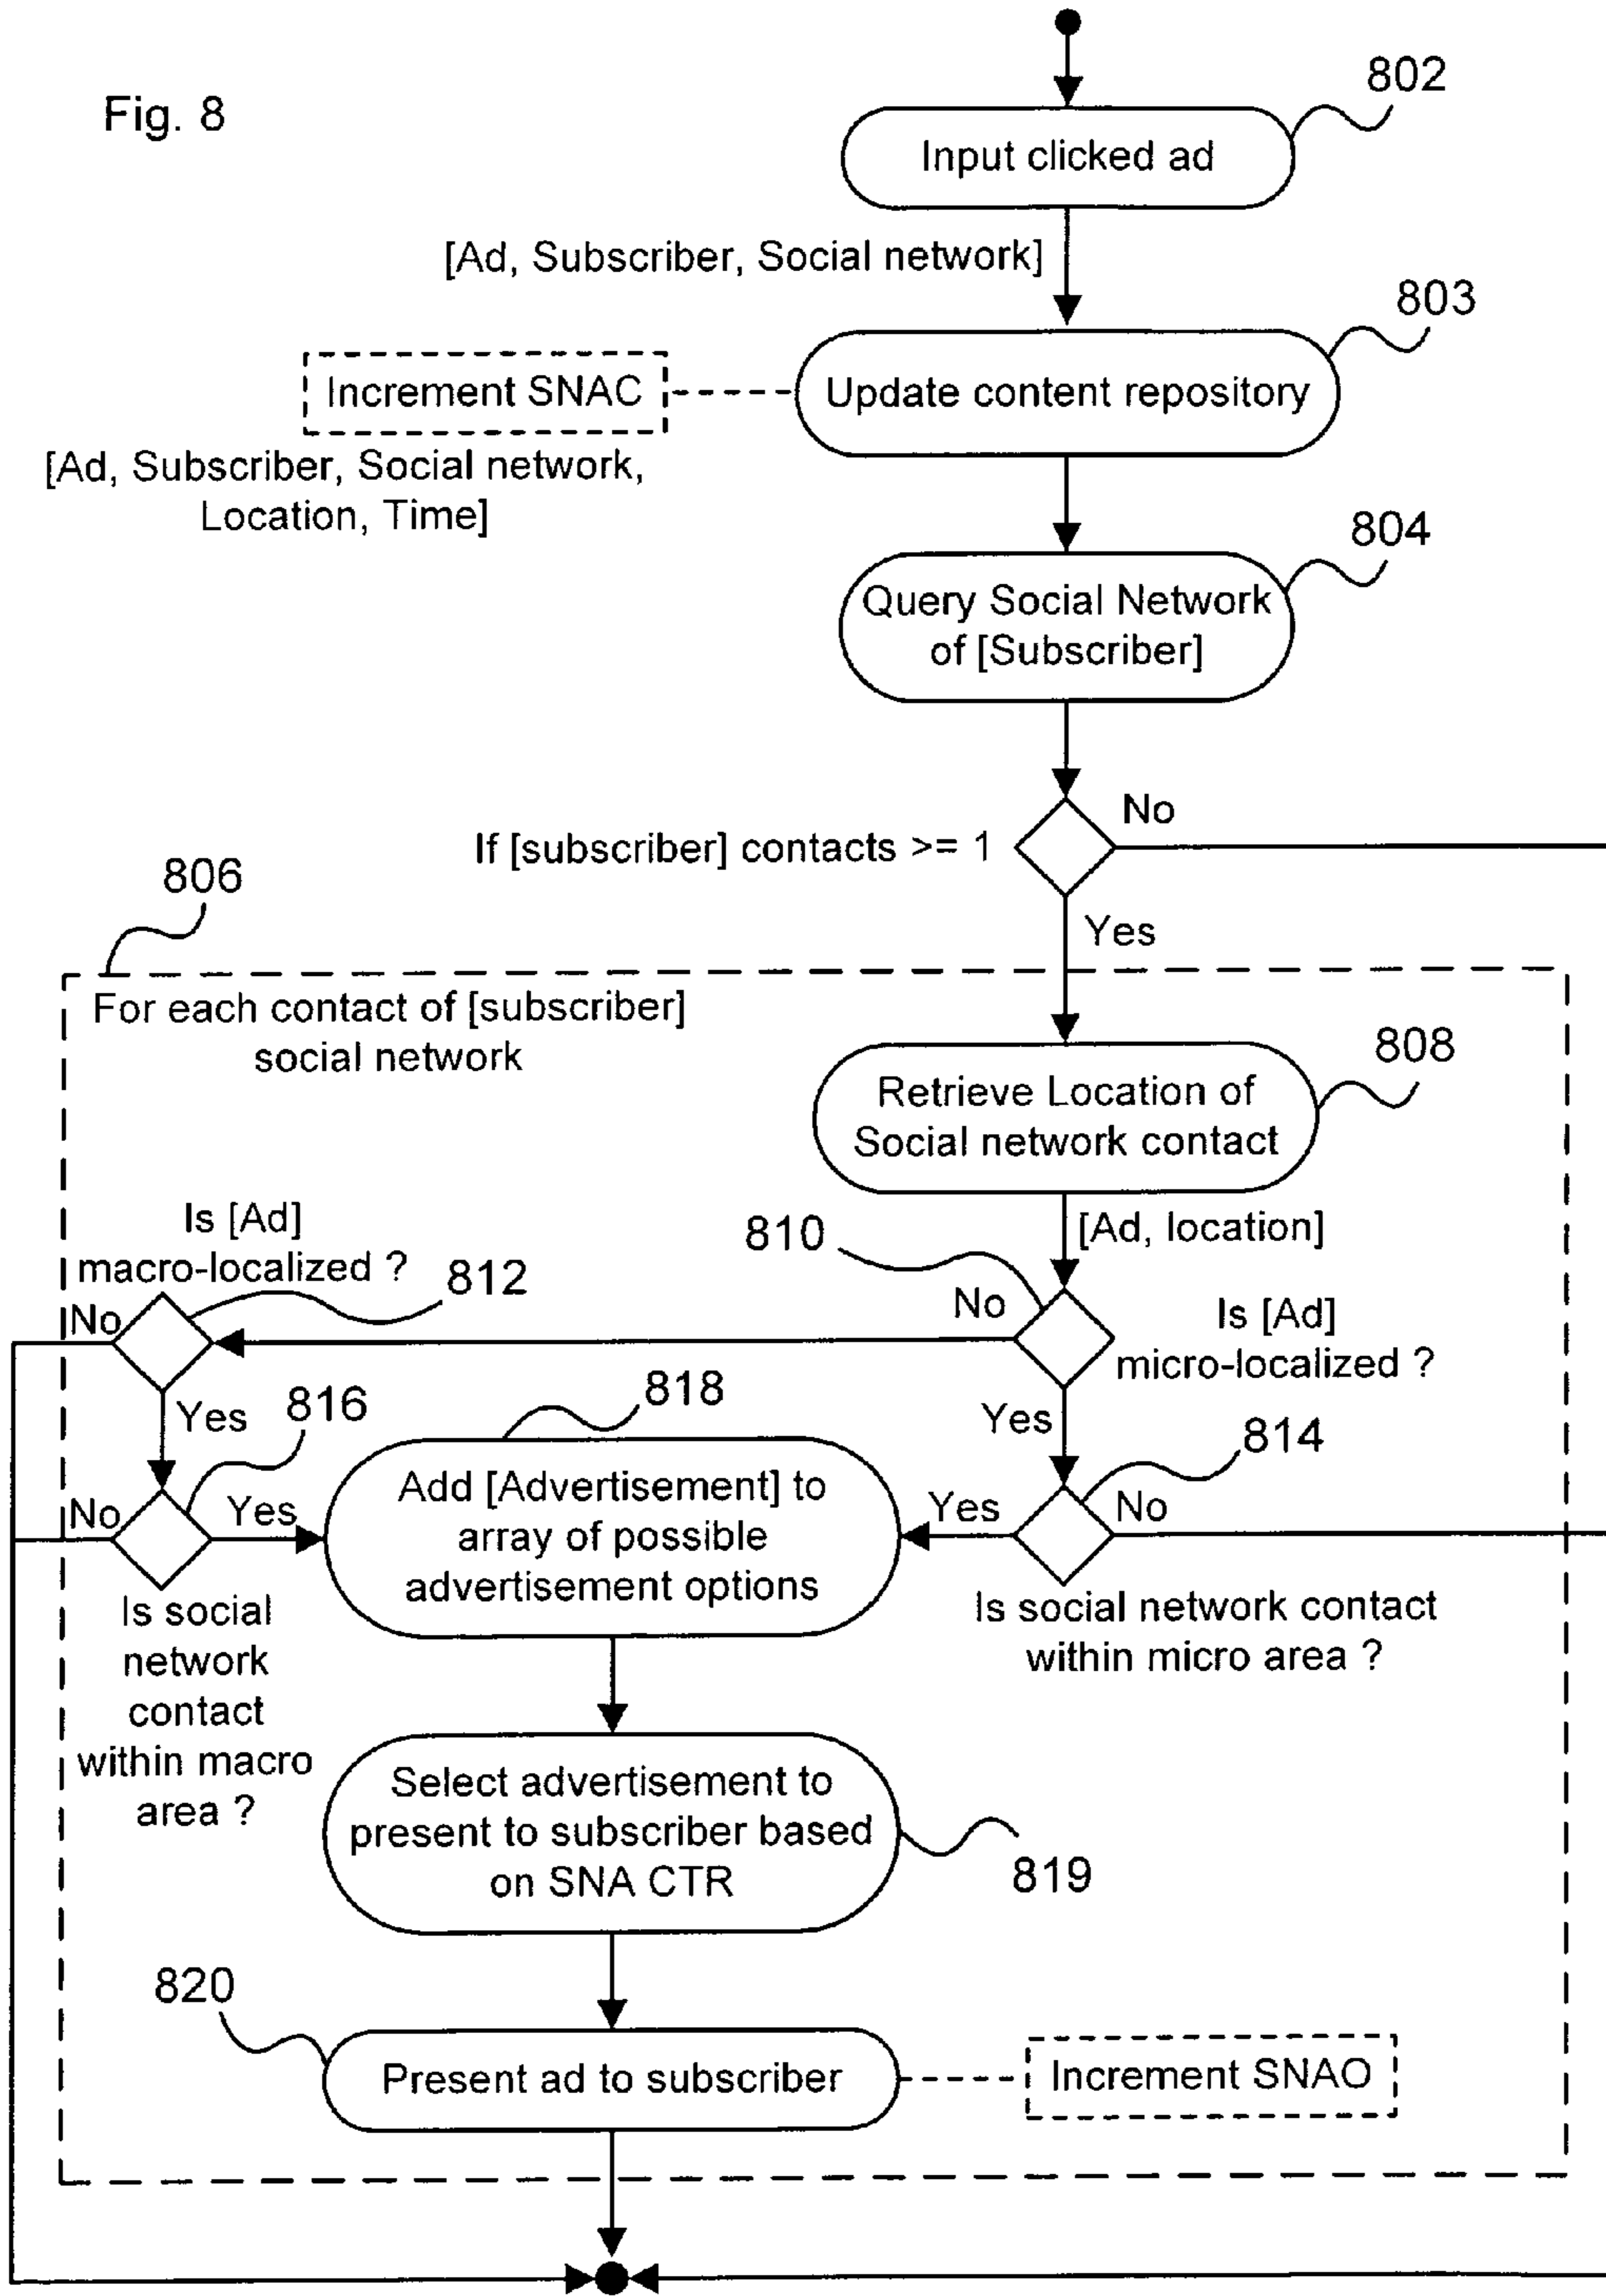 Fig. 8
802
Input clicked ad
[Ad, Subscriber, Social network]
803
Increment SNAC
Update content repository
[Ad, Subscriber, Social network,
Location, Time]
804
Query Social Network
of [Subscriber]
No
If [subscriber] contacts >= 1
806
Yes
For each contact of [subscriber]
social network
808
Retrieve Location of
Social network contact
Is [Ad]
macro-localized ?
812
810
[Ad, location]
No
No
Is [Ad]
micro-localized ?
Yes
816
818
Yes
814
No
Yes
Add [Advertisement] to
array of possible
advertisement options
Yes
No
Is social
network
contact
within macro
area ?
Is social network contact
within micro area ?
Select advertisement to
present to subscriber based
on SNA CTR
819
820
Present ad to subscriber
Increment SNAO